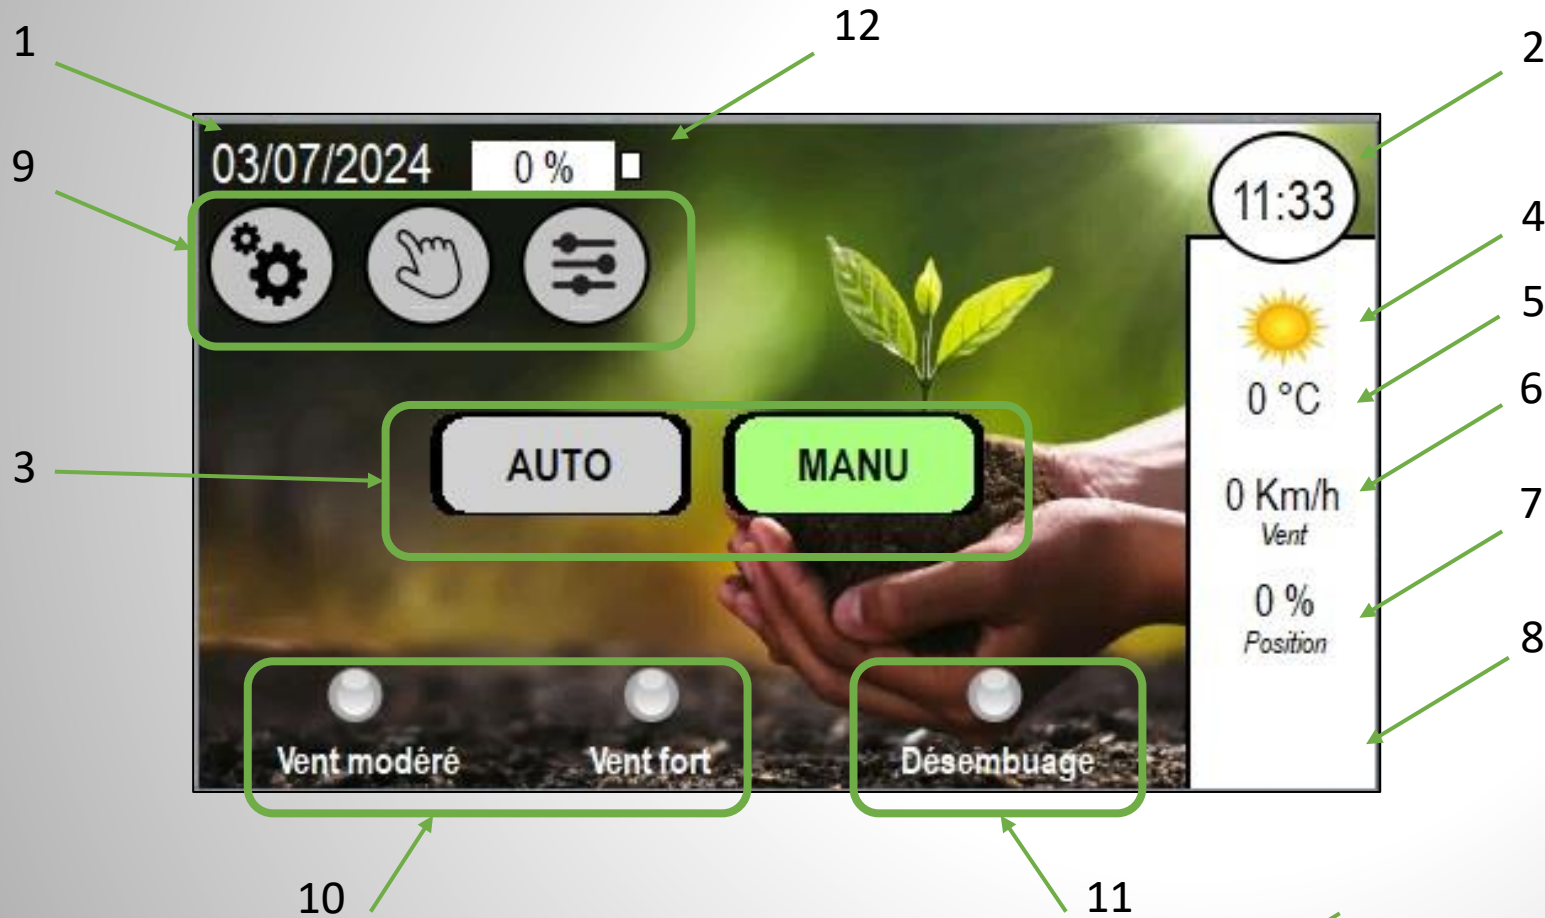 1
12
2
9
03/07/2024
0 %
11:33
4
5
0 °C
6
3
AUTO
MANU
0 Km/h
Vent
7
0 %
Position
8
Vent modéré
Vent fort
Désembuage
10
11